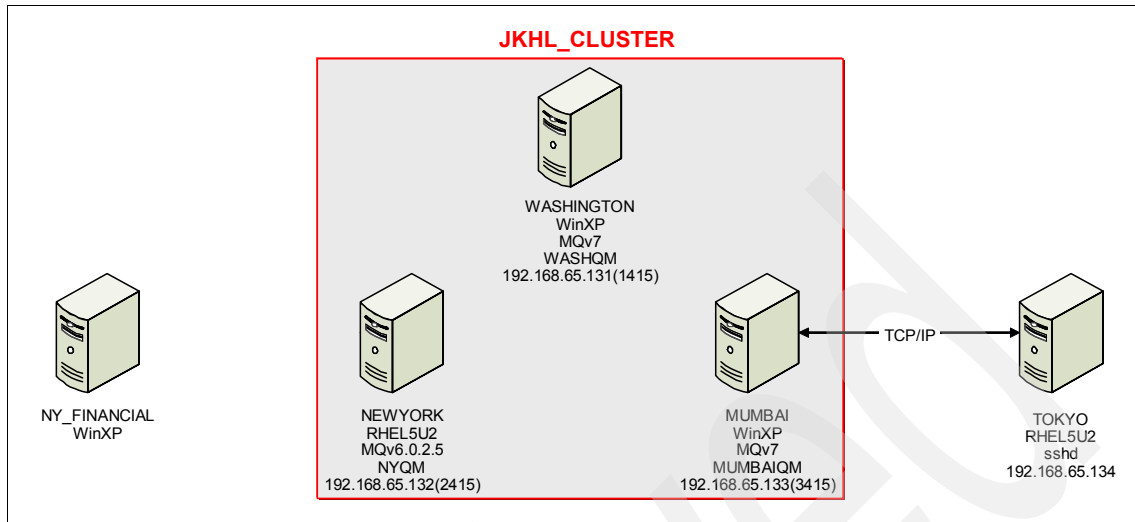 JKHL_CLUSTER
WASHINGTON
WinXP
MQv7
WASHQM
192.168.65.131(1415)
TCP/IP
NY_FINANCIAL
WinXP
NEWYORK
RHEL5U2
MQv6.0.2.5
NYQM
192.168.65.132(2415)
MUMBAI
WinXP
MQv7
MUMBAIQM
192.168.65.133(3415)
TOKYO
RHEL5U2
sshd
192.168.65.134